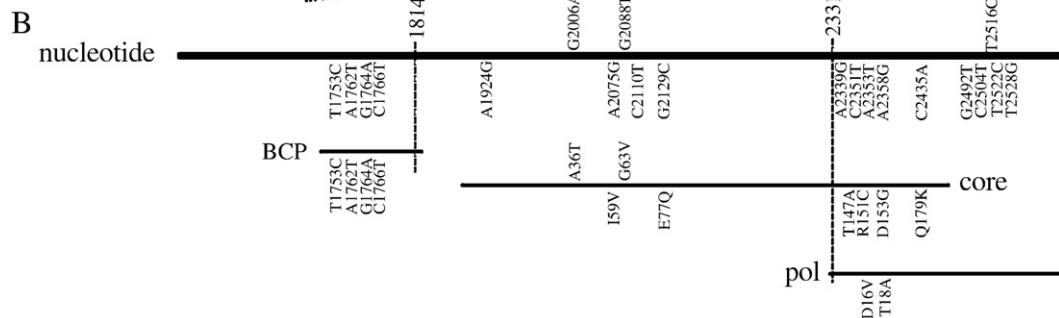 B
1814
G2006A
G2088T
2331
T2516C
nucleotide
T1753C
A1762T
G1764A
C1766T
A1924G
A2075G
C2110T
G2129C
A2339G
C2351T
A2353T
A2358G
C2435A
G2492T
C2504T
T2522C
T2528G
BCP
T1753C
A1762T
G1764A
C1766T
A36T
G63V
core
I59V
E77Q
T147A
R151C
D153G
Q179K
pol
D16V
T18A